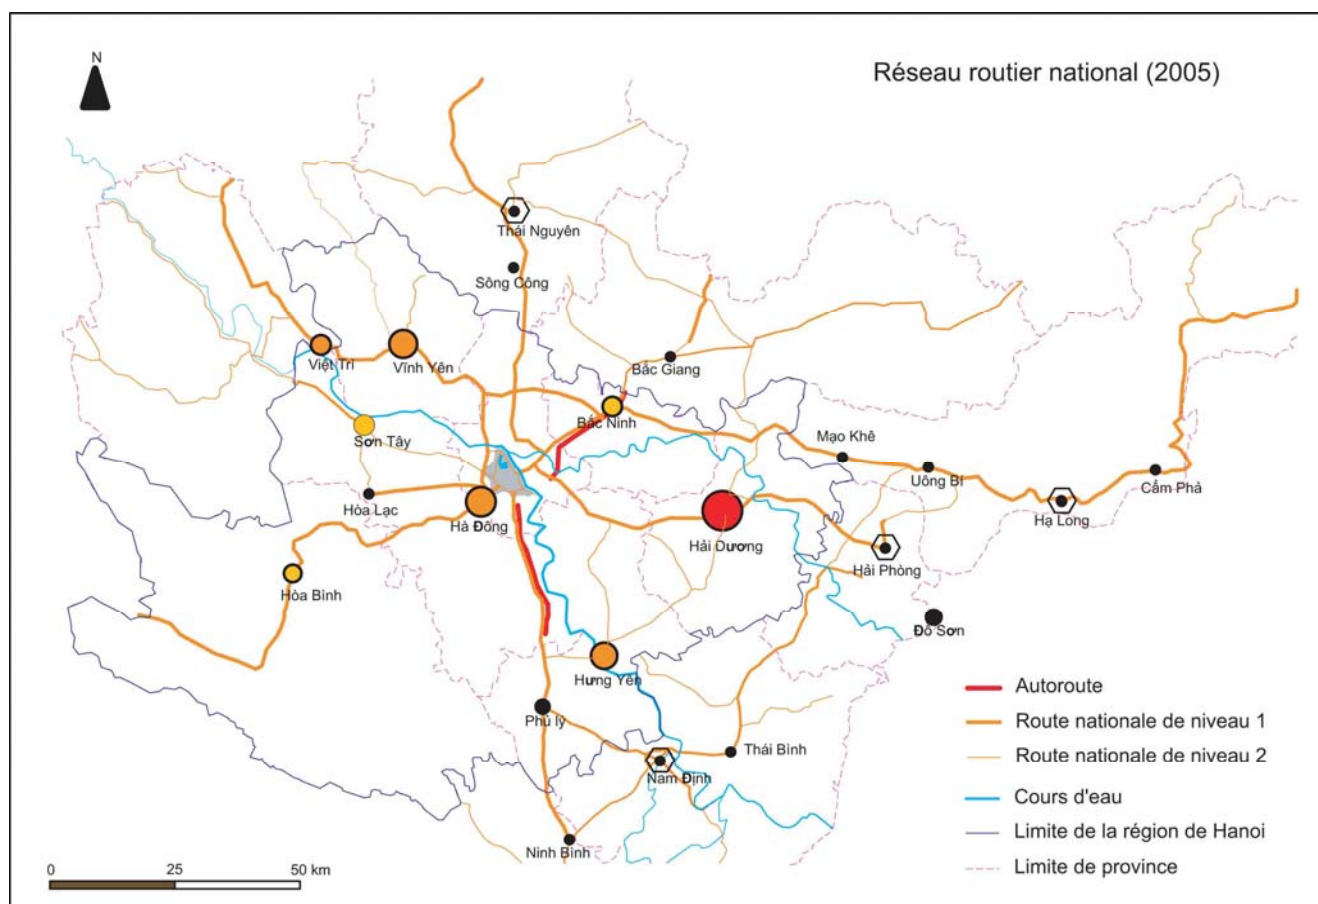 N
Réseau routier national (2005)
Thái Nguyên
Sông Công
Việt Trì
Vĩnh Yên
Bắc Giang
Bắc Ninh
Sơn Tây
Mạo Khê
Uông Bí
Cẩm Phả
Hòa Lạc
Hà Đông
Hạ Long
Hải Dương
Hải Phòng
Hòa Bình
Đồ Sơn
Hưng Yên
Autoroute
Phủ lý
Route nationale de niveau 1
Thái Bình
Route nationale de niveau 2
Nam Định
Cours d'eau
Limite de la région de Hanoi
Ninh Bình
Limite de province
0 25 50 km